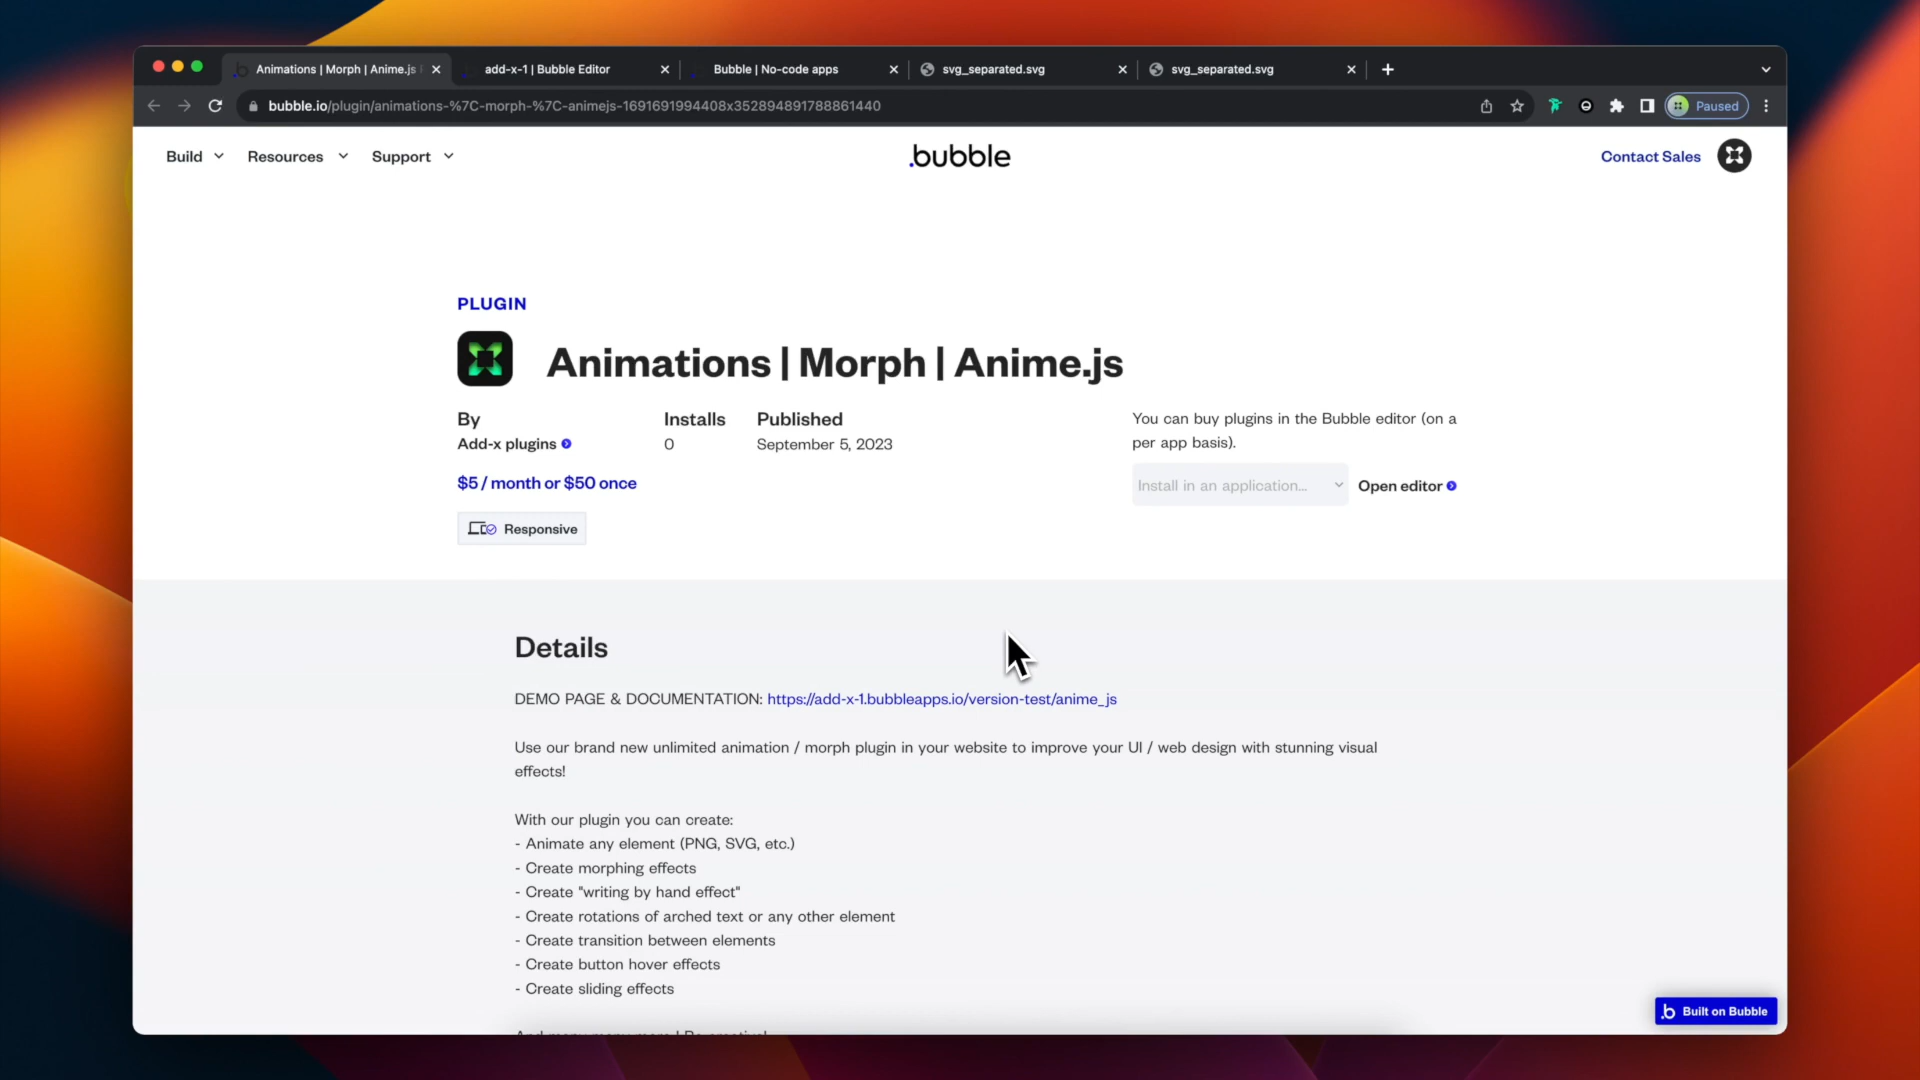 Animations | Morph | Anime.js
add-x-1 | Bubble Editor
Bubble | No-code apps
svg_separated.svg
svg_separated.svg
bubble.io/plugin/animations-%7C-morph-%7C-animejs-1691691994408x352894891788861440
Paused
Build
Resources
Support
.bubble
Contact Sales
PLUGIN
Animations | Morph | Anime.js
By
Add-x plugins
Installs
0
Published
September 5, 2023
$5 / month or $50 once
Responsive
You can buy plugins in the Bubble editor (on a
per app basis).
Install in an application...
Open editor
Details
DEMO PAGE & DOCUMENTATION: https://add-x-1.bubbleapps.io/version-test/anime_js
Use our brand new unlimited animation / morph plugin in your website to improve your UI / web design with stunning visual
effects!
With our plugin you can create:
- Animate any element (PNG, SVG, etc.)
- Create morphing effects
- Create "writing by hand effect"
- Create rotations of arched text or any other element
- Create transition between elements
- Create button hover effects
- Create sliding effects
Built on Bubble